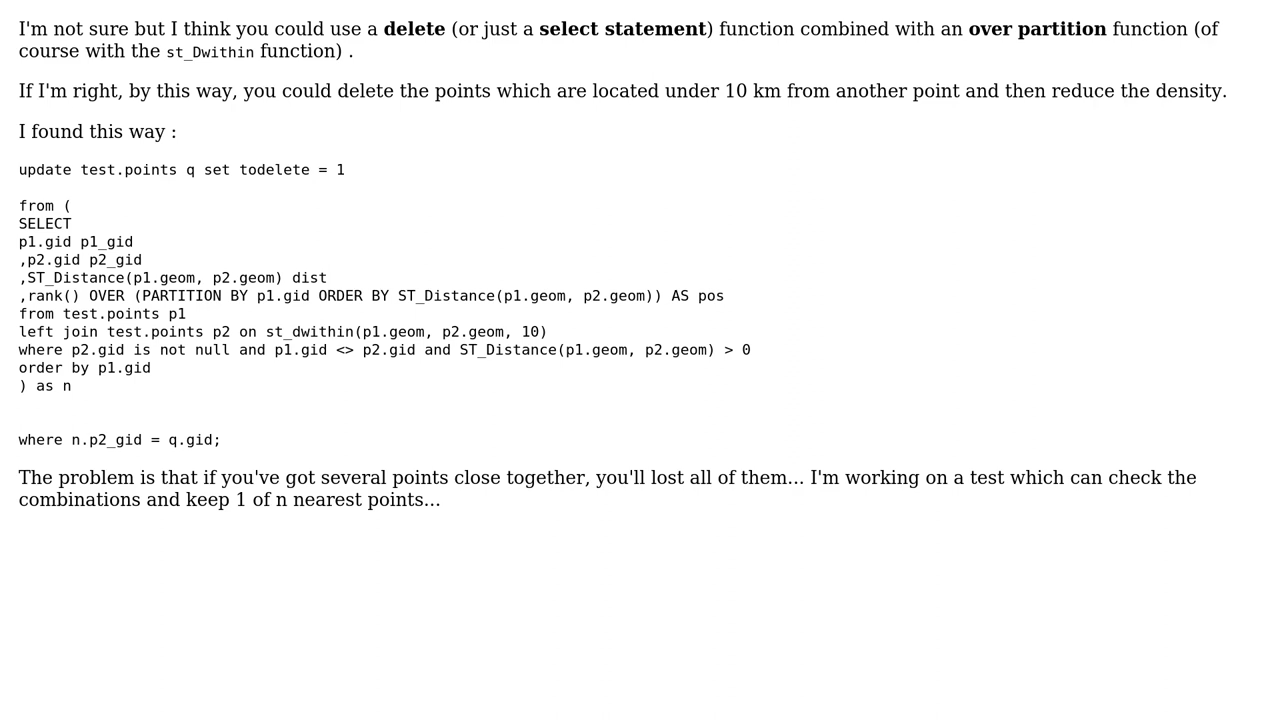 I'm not sure but I think you could use a delete (or just a select statement) function combined with an over partition function (of
course with the st_Dwithin function) .
If I'm right, by this way, you could delete the points which are located under 10 km from another point and then reduce the density.
I found this way :
update test.points q set todelete = 1
from (
SELECT
p1.gid p1_gid
,p2.gid p2_gid
,ST_Distance(p1.geom, p2.geom) dist
,rank() OVER (PARTITION BY p1.gid ORDER BY ST_Distance(p1.geom, p2.geom)) AS pos
from test.points p1
left join test.points p2 on st_dwithin(p1.geom, p2.geom, 10)
where p2.gid is not null and p1.gid <> p2.gid and ST_Distance(p1.geom, p2.geom) > 0
order by p1.gid
) as n
where n.p2_gid = q.gid;
The problem is that if you've got several points close together, you'll lost all of them... I'm working on a test which can check the
combinations and keep 1 of n nearest points...